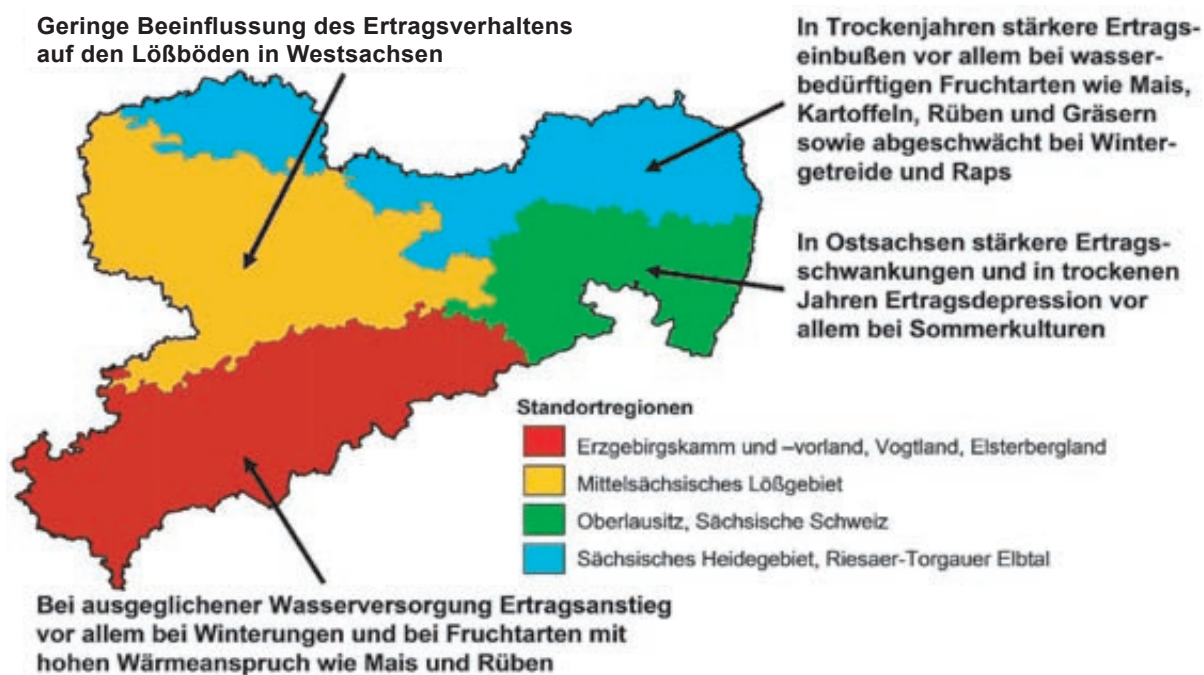 Geringe Beeinflussung des Ertragsverhaltens
auf den Lößböden in Westsachsen
In Trockenjahren stärkere Ertrags-
einbußen vor allem bei wasser-
bedürftigen Fruchtarten wie Mais,
Kartoffeln, Rüben und Gräsern
sowie abgeschwächt bei Winter-
getreide und Raps
In Ostsachsen stärkere Ertrags-
schwankungen und in trockenen
Jahren Ertragsdepression vor
allem bei Sommerkulturen
Standortregionen
Erzgebirgskamm und –vorland, Vogtland, Elsterbergland
Mittelsächsisches Lößgebiet
Oberlausitz, Sächsische Schweiz
Sächsisches Heidegebiet, Riesaer-Torgauer Elbtal
Bei ausgeglichener Wasserversorgung Ertragsanstieg
vor allem bei Winterungen und bei Fruchtarten mit
hohen Wärmeanspruch wie Mais und Rüben